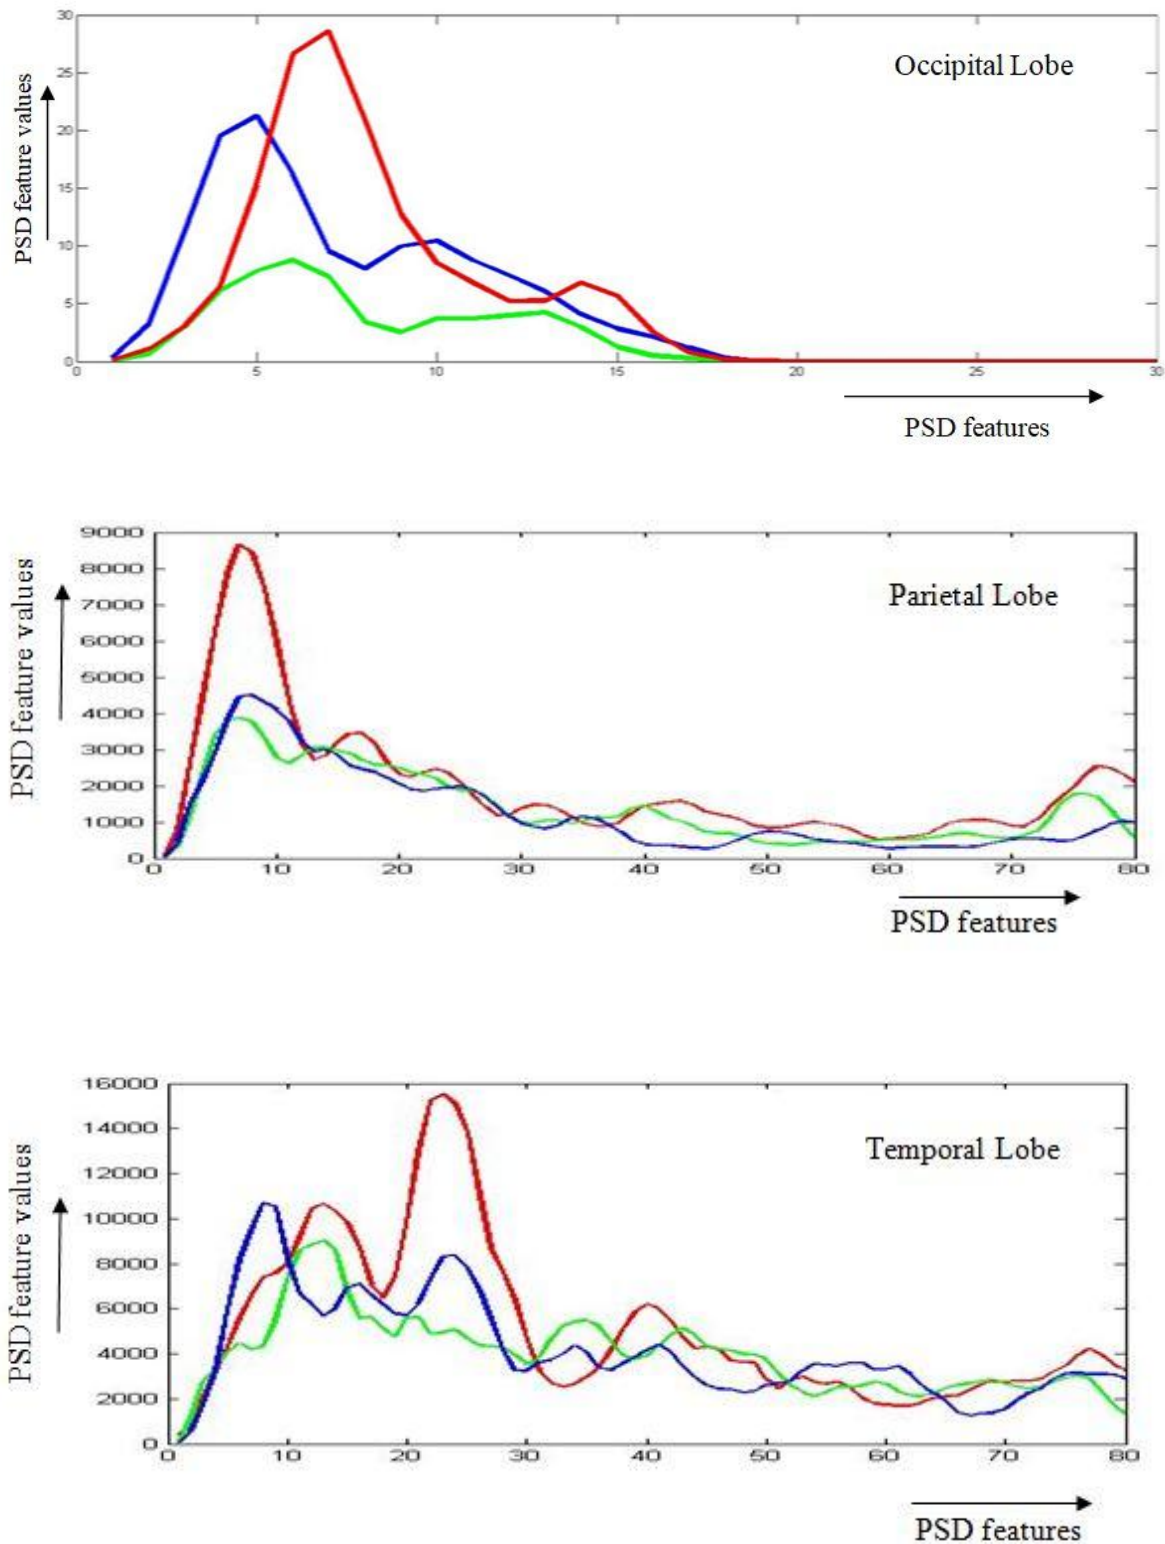 30
25
20
15
10
5
0
PSD feature values
Occipital Lobe
0 5 10 15 20 25 30
PSD features
9000
8000
7000
6000
5000
4000
3000
2000
1000
0
PSD feature values
Parietal Lobe
0 10 20 30 40 50 60 70 80
PSD features
16000
14000
12000
10000
8000
6000
4000
2000
0
PSD feature values
Temporal Lobe
0 10 20 30 40 50 60 70 80
PSD features